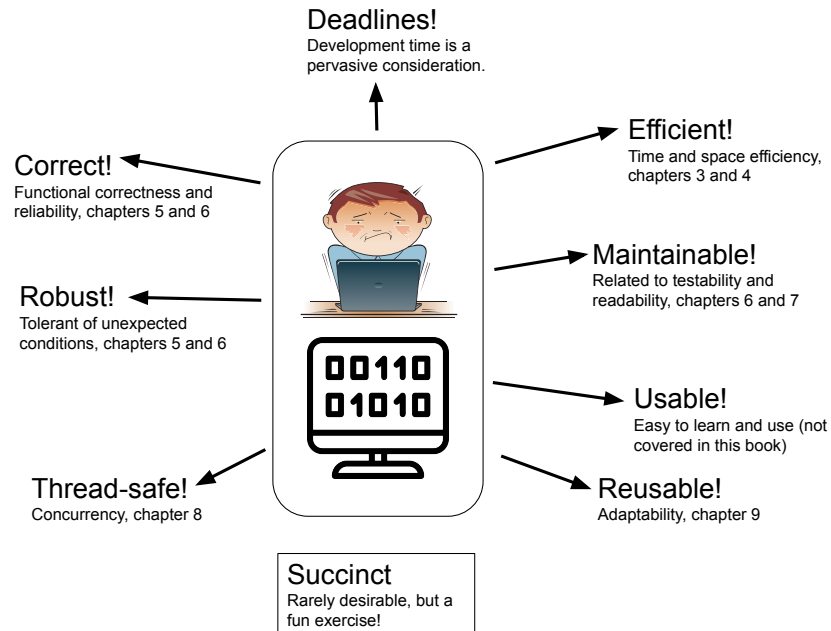 Deadlines!
Development time is a
pervasive consideration.
Efficient!
Time and space efficiency,
chapters 3 and 4
Correct!
Functional correctness and
reliability, chapters 5 and 6
Maintainable!
Related to testability and
readability, chapters 6 and 7
Robust!
Tolerant of unexpected
conditions, chapters 5 and 6
00110
01010
Usable!
Easy to learn and use (not
covered in this book)
Thread-safe!
Concurrency, chapter 8
Reusable!
Adaptability, chapter 9
Succinct
Rarely desirable, but a
fun exercise!